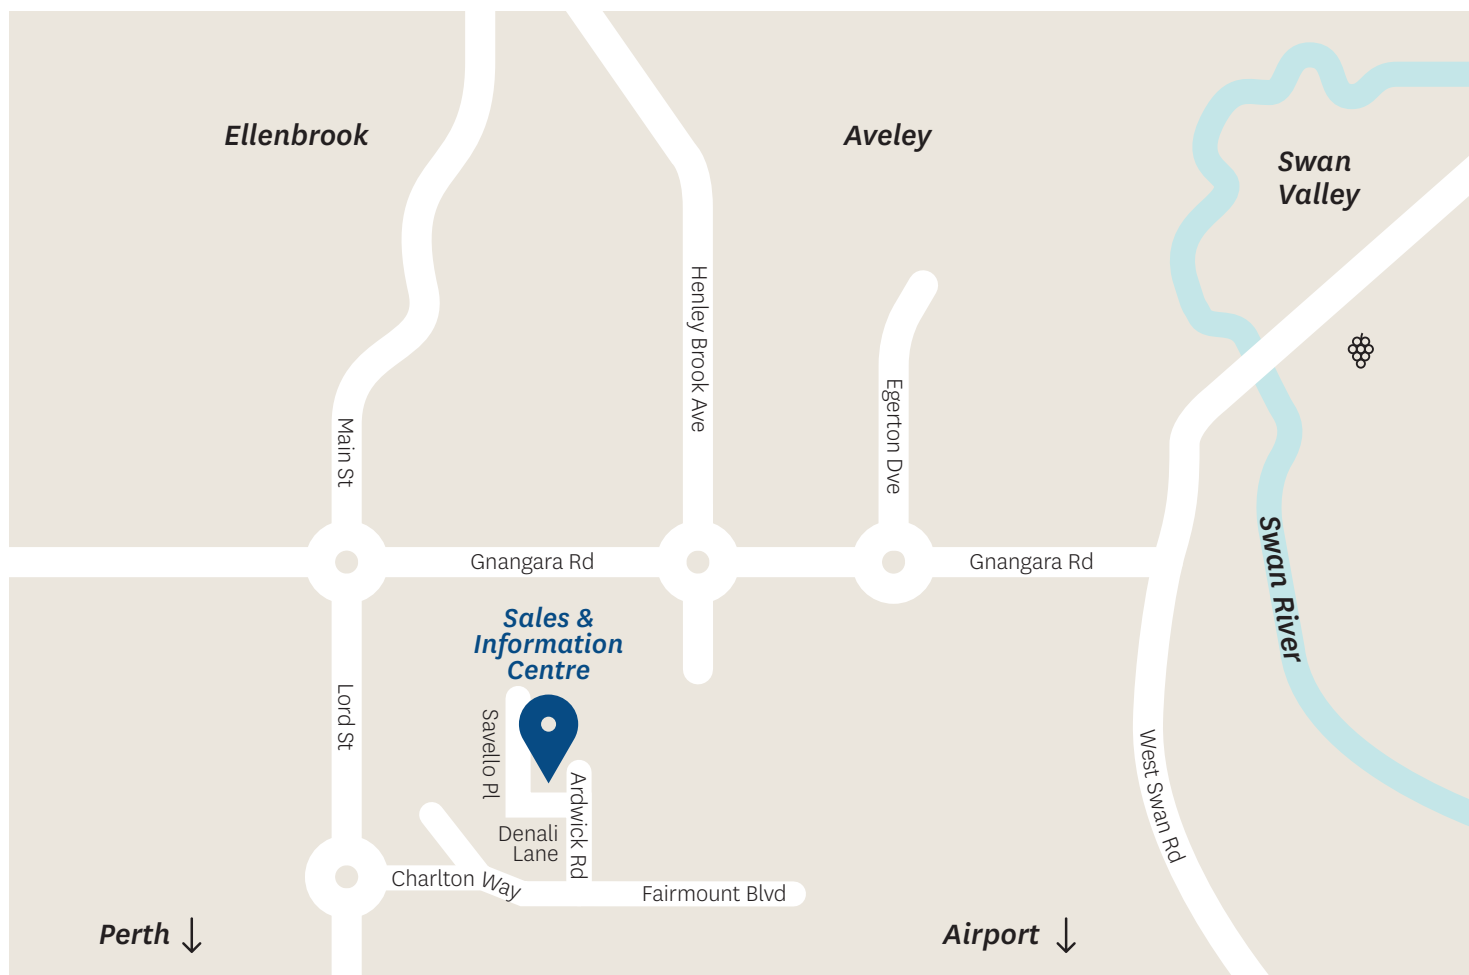 Ellenbrook
Aveley
Swan
Valley
Henley Brook Ave
Egerton Dve
Main St
Gnangara Rd
Gnangara Rd
Swan River
Sales &
Information
Centre
Lord St
Savello Pl
Ardwick Rd
West Swan Rd
Denali
Lane
Charlton Way
Fairmount Blvd
Perth ↓
Airport ↓